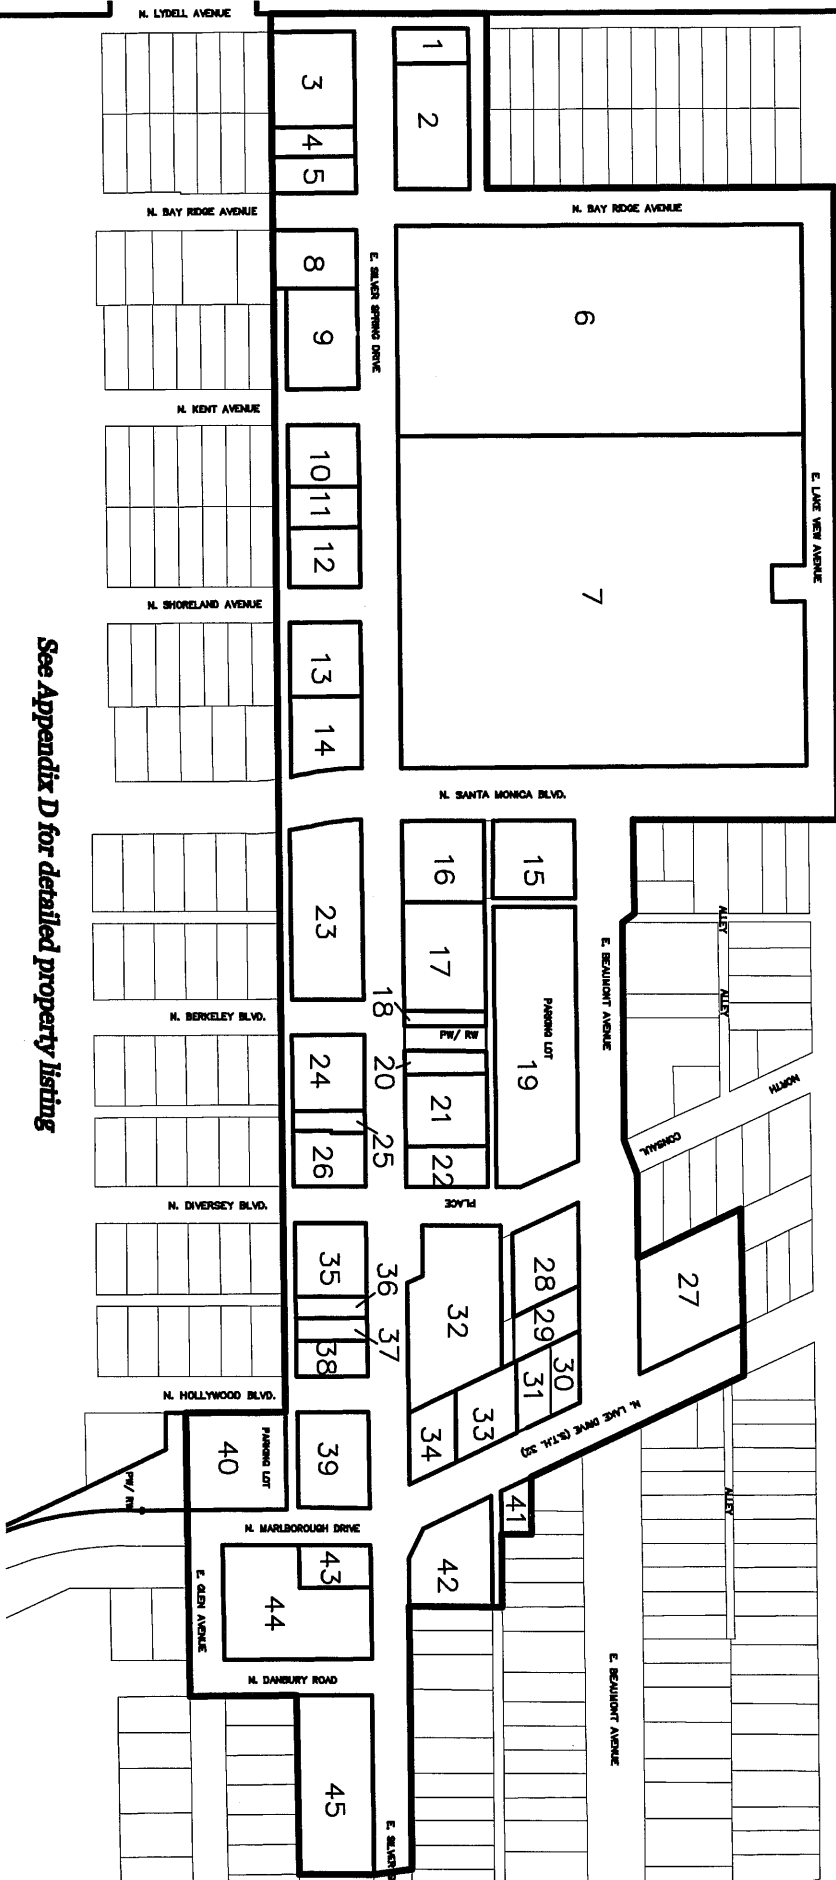 N. LYDELL AVENUE
1
2
3
4
5
N. BAY RIDGE AVENUE
N. BAY RIDGE AVENUE
E. SILVER SPRING DRIVE
6
8
9
N. KENT AVENUE
E. LAKE VIEW AVENUE
7
10
11
12
N. SHORELAND AVENUE
13
14
See Appendix D for detailed property listing
N. SANTA MONICA BLVD.
15
16
17
18
PW/ RW
PARKING LOT
19
20
21
22
23
E. BEAUMONT AVENUE
ALLEY
ALLEY
NORTH
CONSAUL
PLACE
N. BERKELEY BLVD.
24
25
26
N. DIVERSEY BLVD.
27
28
29
30
31
32
33
34
35
36
37
38
N. LAKE DRIVE (S.T.H. 32)
N. HOLLYWOOD BLVD.
39
PARKING LOT
40
PW/ RW
ALLEY
41
42
N. MARLBOROUGH DRIVE
43
44
E. GLEN AVENUE
N. DANBURY ROAD
E. BEAUMONT AVENUE
45
E. SILVER